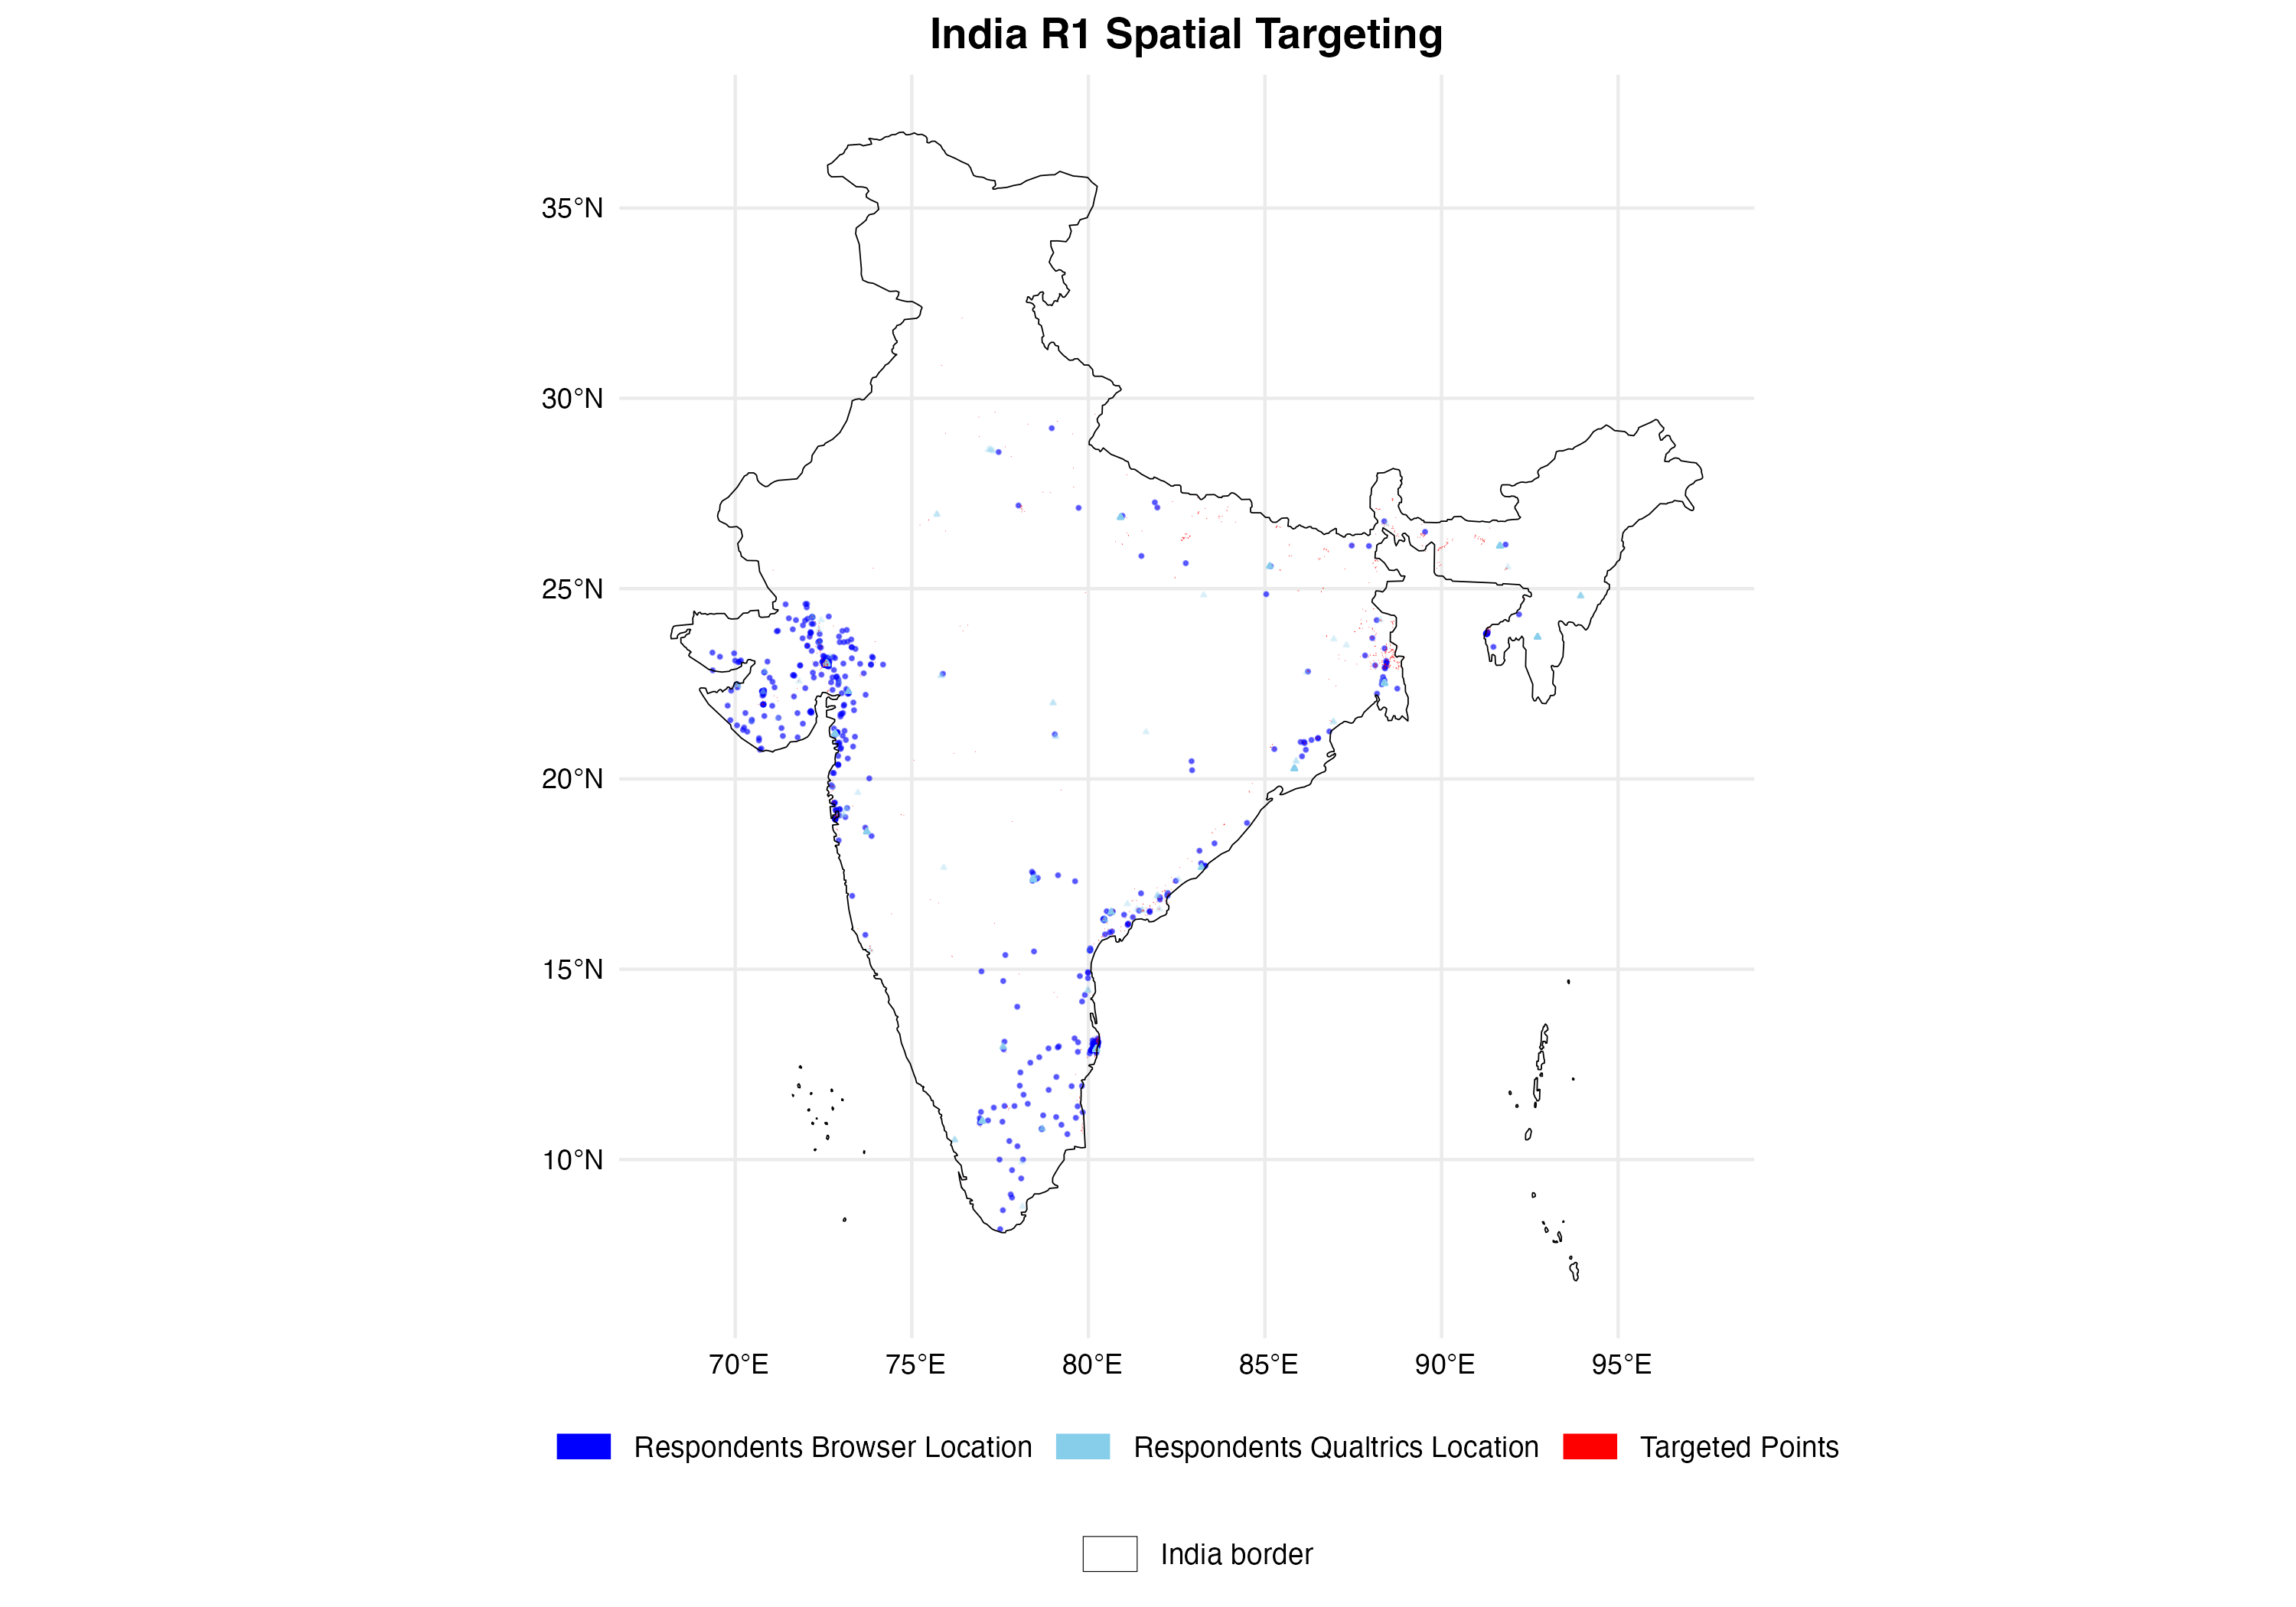 India R1 Spatial Targeting
35°N
30°N
25°N
20°N
15°N
10°N
70°E 75°E 80°E 85°E 90°E 95°E
Respondents Browser Location Respondents Qualtrics Location Targeted Points
India border